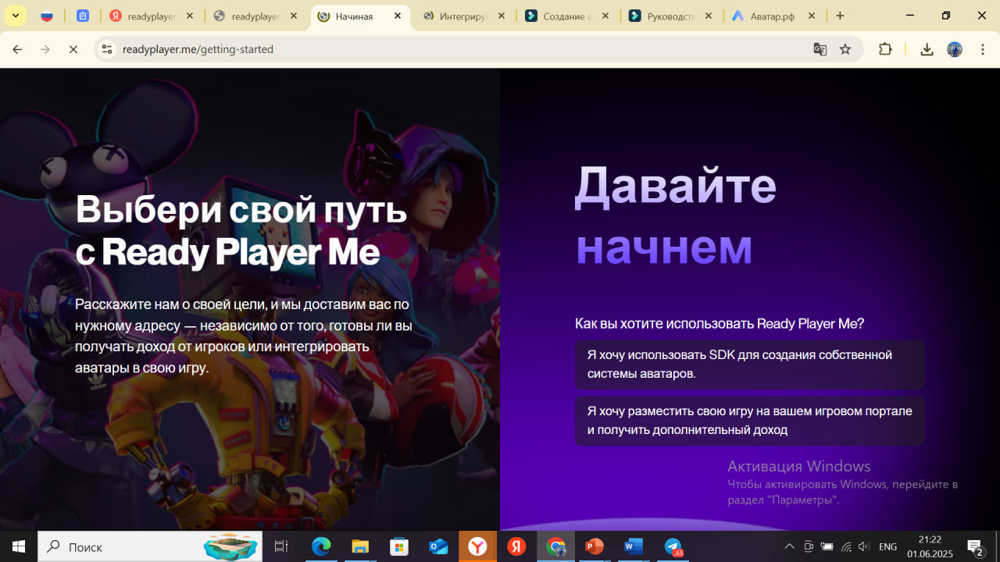 readyplayer
readyplayer
Начиная
Интегриру
Создание в
Руководств
Аватар.рф
readyplayer.me/getting-started
Выбери свой путь
с Ready Player Me
Расскажите нам о своей цели, и мы доставим вас по
нужному адресу — независимо от того, готовы ли вы
получать доход от игроков или интегрировать
аватары в свою игру.
adidas
Давайте
начнем
Как вы хотите использовать Ready Player Me?
Я хочу использовать SDK для создания собственной
системы аватаров.
Я хочу разместить свою игру на вашем игровом портале
и получить дополнительный доход
Активация Windows
Чтобы активировать Windows, перейдите в
раздел "Параметры".
Поиск
.65
ENG
21:22
01.06.2025
2